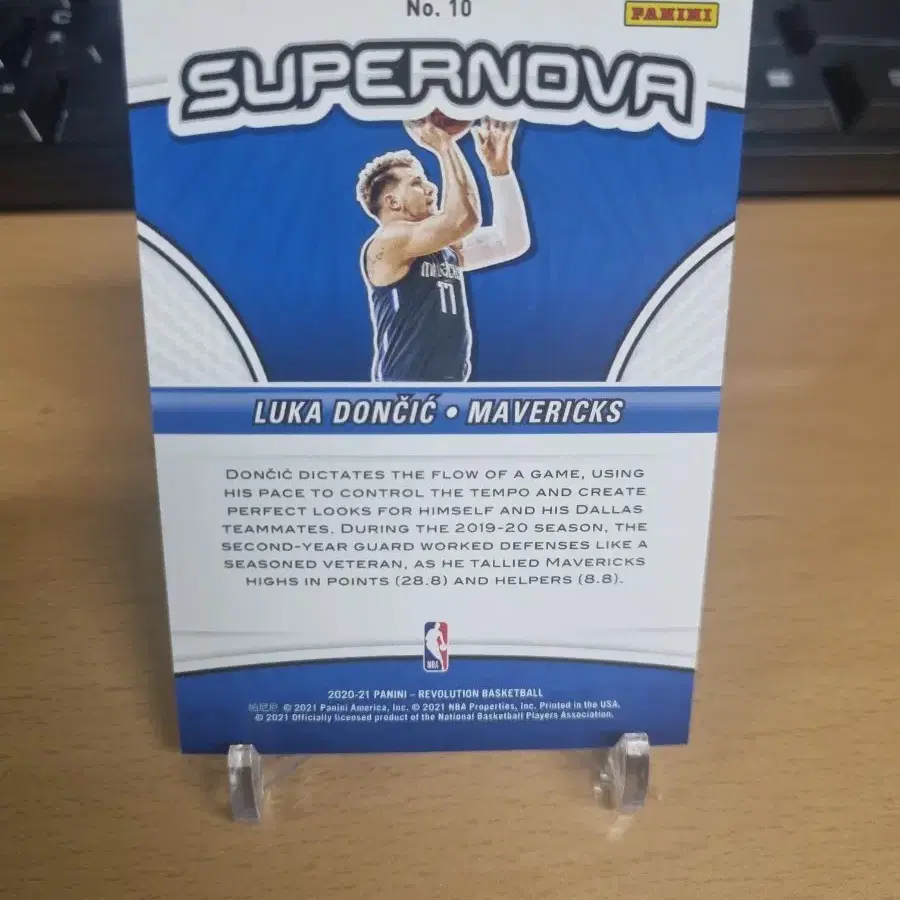 No. 10
PANINI
SUPERNOVA
77
LUKA DONČIĆ • MAVERICKS
DONČIĆ DICTATES THE FLOW OF A GAME, USING
HIS PACE TO CONTROL THE TEMPO AND CREATE
PERFECT LOOKS FOR HIMSELF AND HIS DALLAS
TEAMMATES. DURING THE 2019-20 SEASON, THE
SECOND-YEAR GUARD WORKED DEFENSES LIKE A
SEASONED VETERAN, AS HE TALLIED MAVERICKS
HIGHS IN POINTS (28.8) AND HELPERS (8.8).
NBA
2020-21 PANINI – REVOLUTION BASKETBALL
帕尼尼 © 2021 Panini America, Inc. © 2021 NBA Properties, Inc. Printed in the USA.
© 2021 Officially licensed product of the National Basketball Players Association.